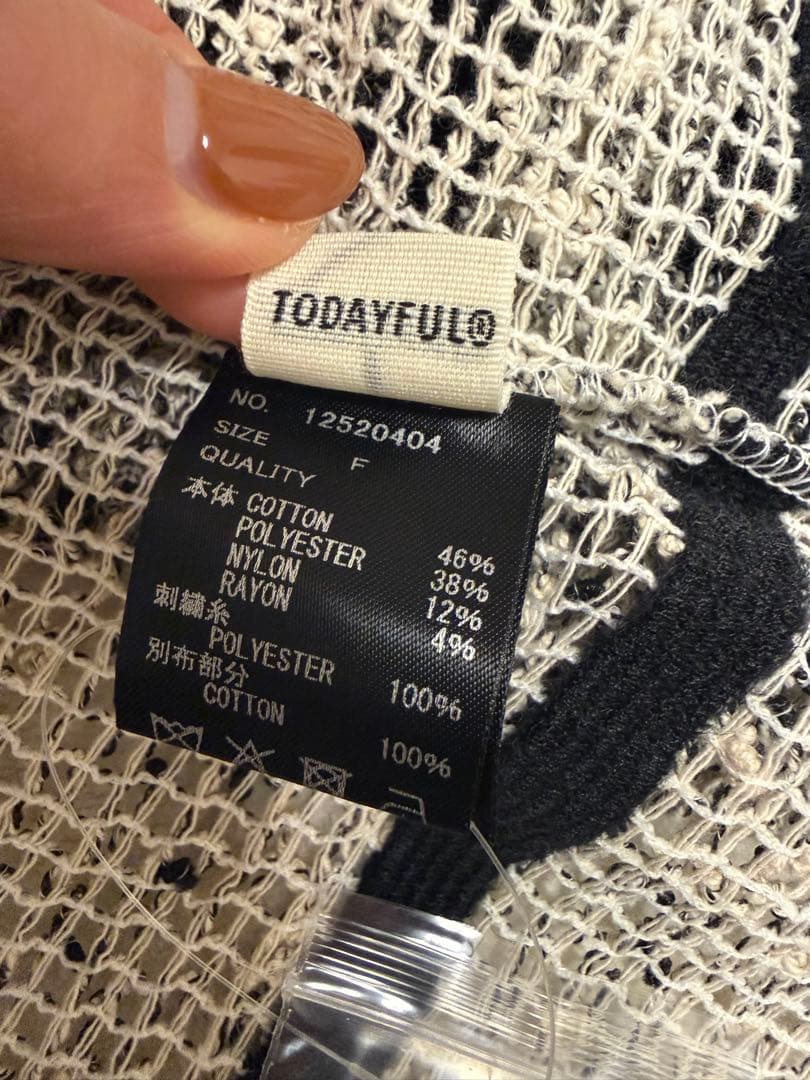 TODAYFUL®
NO. 12520404
SIZE F
QUALITY
本体 COTTON 46%
POLYESTER 38%
NYLON 12%
RAYON 4%
刺繍糸
POLYESTER 100%
別布部分
COTTON 100%